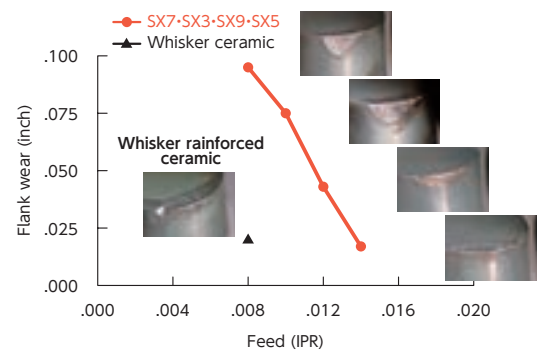 SX7·SX3·SX9·SX5
Whisker ceramic
.100
.075
.050
.025
.000
Flank wear (inch)
Whisker rainforced
ceramic
.000 .004 .008 .012 .016 .020
Feed (IPR)